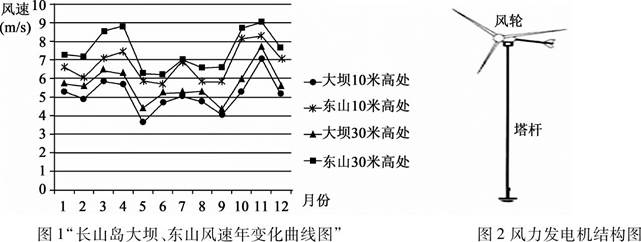 风速
(m/s)
10
9
8
7
6
5
4
3
2
1
0
1 2 3 4 5 6 7 8 9 10 11 12 月份
大坝10米高处
东山10米高处
大坝30米高处
东山30米高处
图1“长山岛大坝、东山风速年变化曲线图”
风轮
塔杆
图2 风力发电机结构图